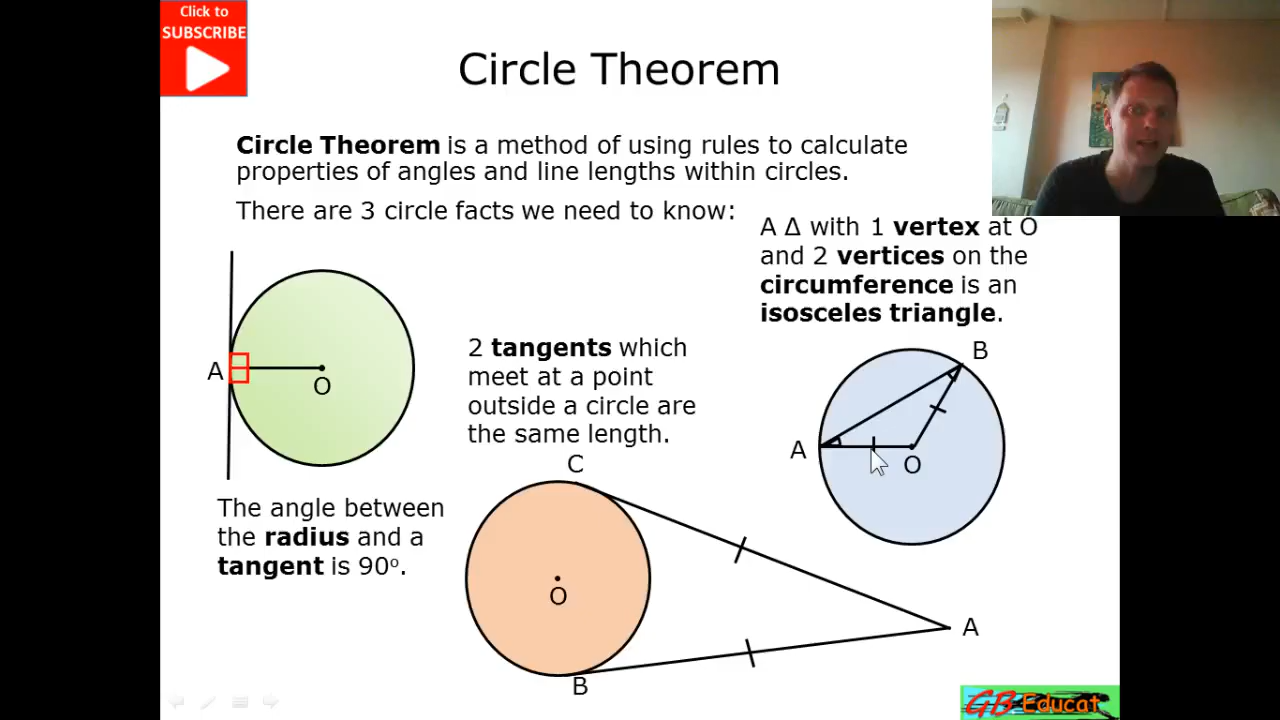 Click to
SUBSCRIBE
Circle Theorem
Circle Theorem is a method of using rules to calculate
properties of angles and line lengths within circles.
There are 3 circle facts we need to know:
A Δ with 1 vertex at O
and 2 vertices on the
circumference is an
isosceles triangle.
A
O
The angle between
the radius and a
tangent is 90º.
2 tangents which
meet at a point
outside a circle are
the same length.
C
O
B
A
B
A
O
GB Educat